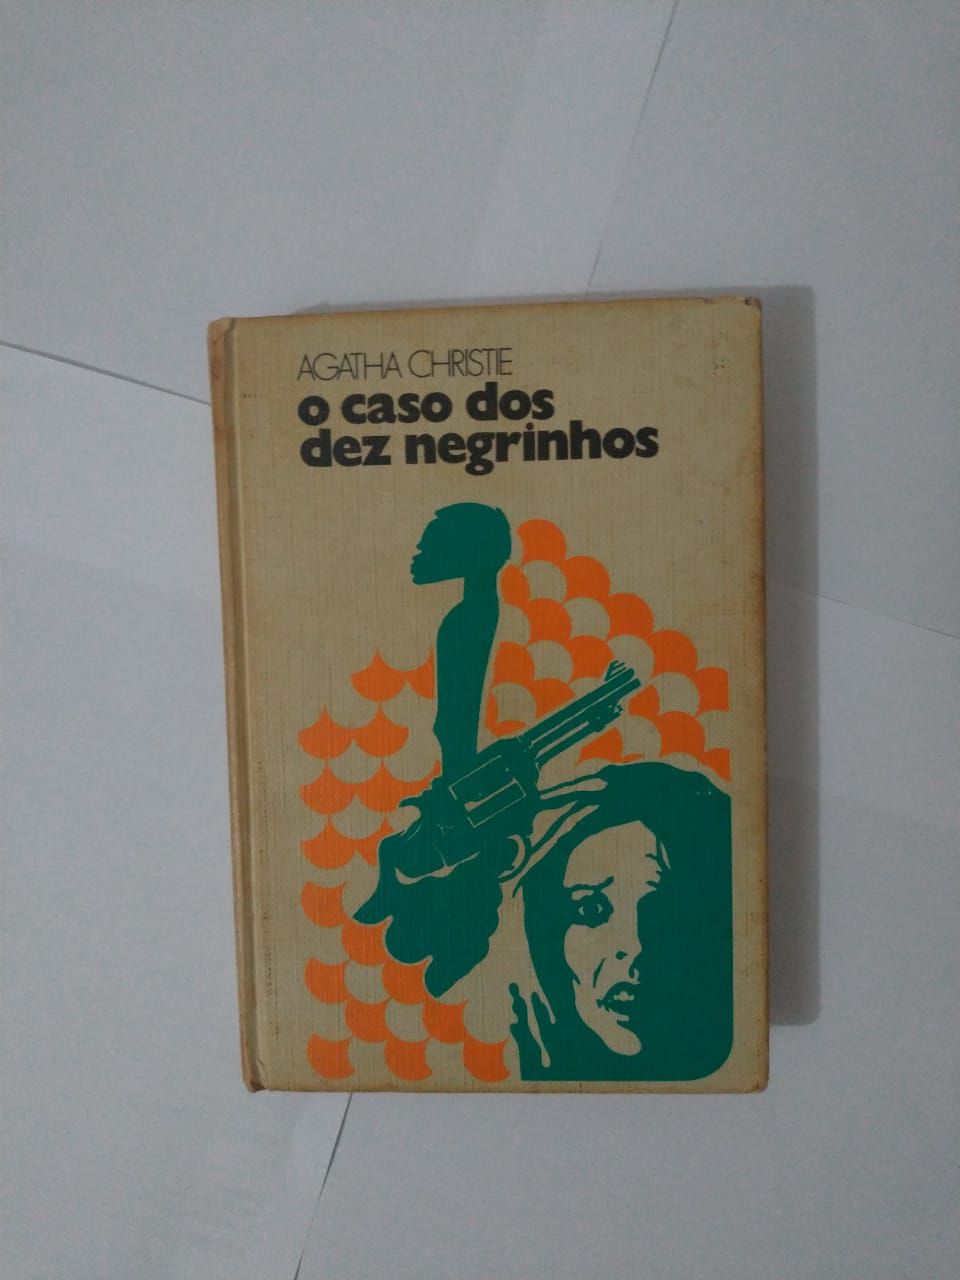 AGATHA CHRISTIE
o caso dos
dez negrinhos